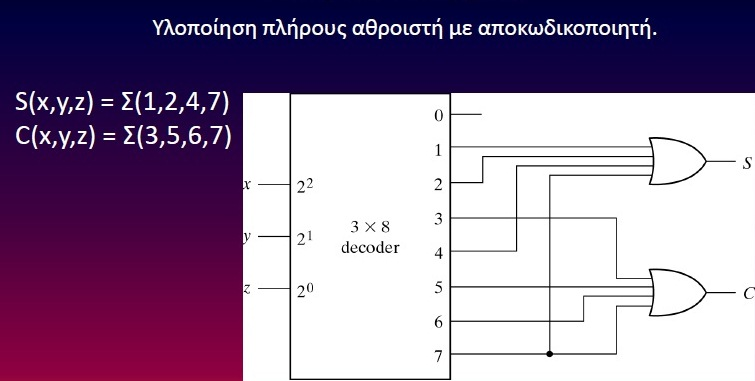 Υλοποίηση πλήρους αθροιστή με αποκωδικοποιητή.
S(x,y,z) = Σ(1,2,4,7)
C(x,y,z) = Σ(3,5,6,7)
x
2²
y
2¹
z
2⁰
3 × 8
decoder
0
1
2
3
4
5
6
7
S
C